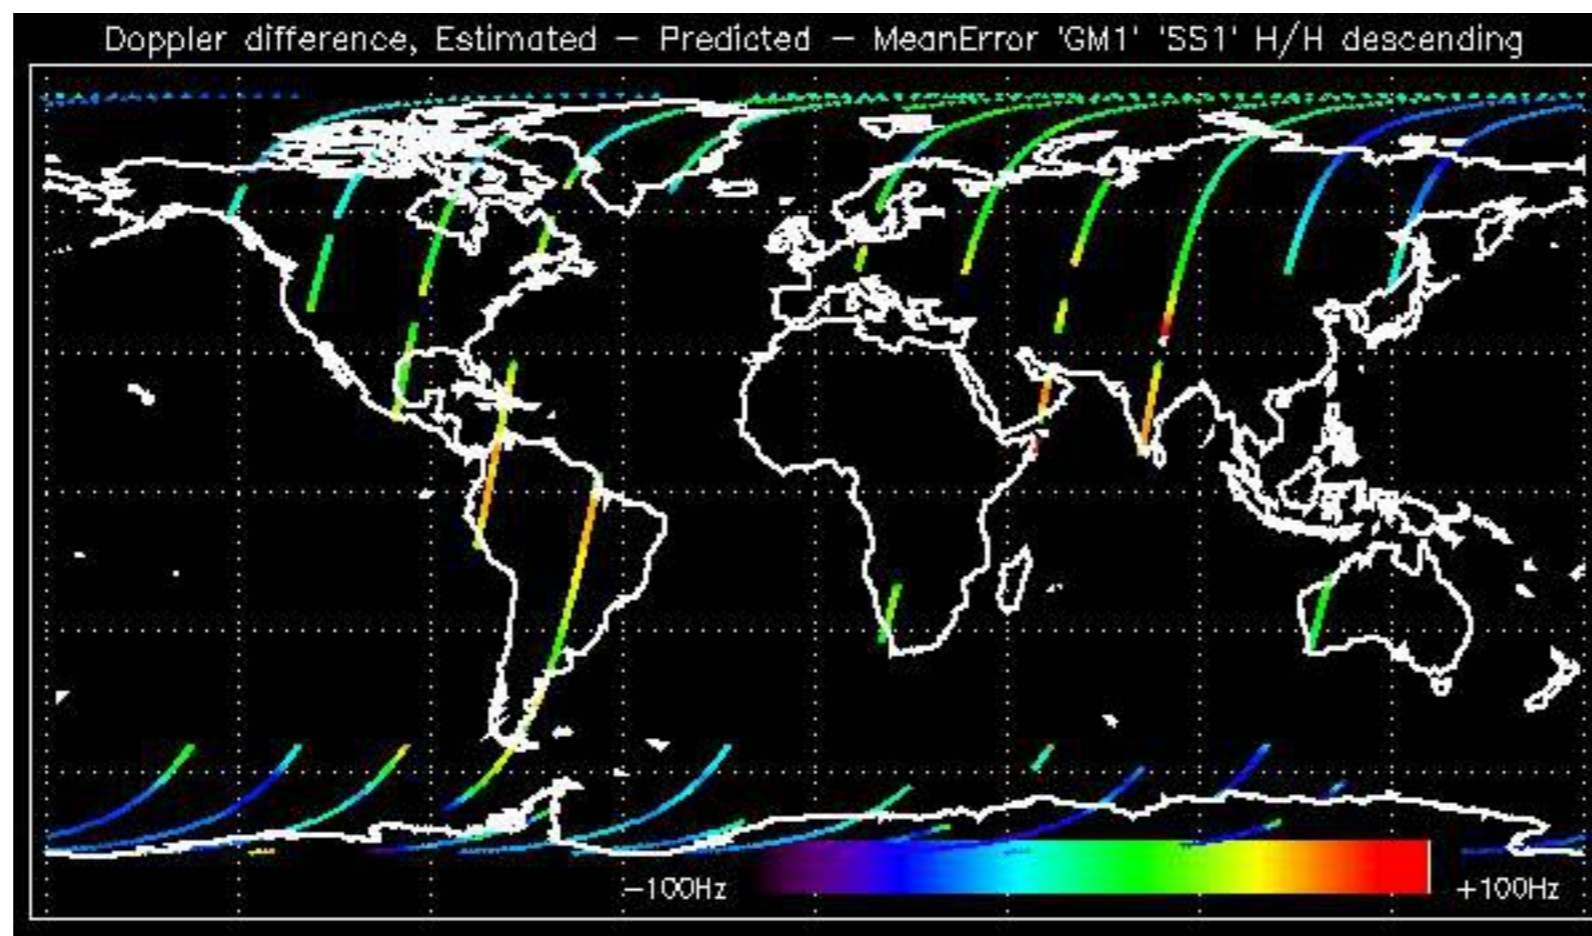 Doppler difference, Estimated – Predicted – MeanError 'GM1' 'SS1' H/H descending
–100Hz
+100Hz